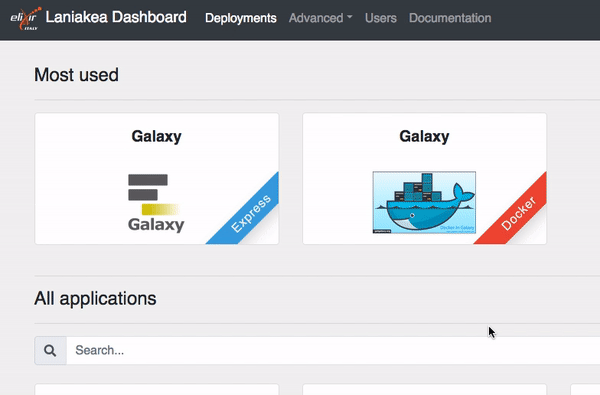 elixir
ITALY
Laniakea Dashboard Deployments Advanced Users Documentation
Most used
Galaxy Galaxy
Galaxy
Express
Docker
All applications
Search...